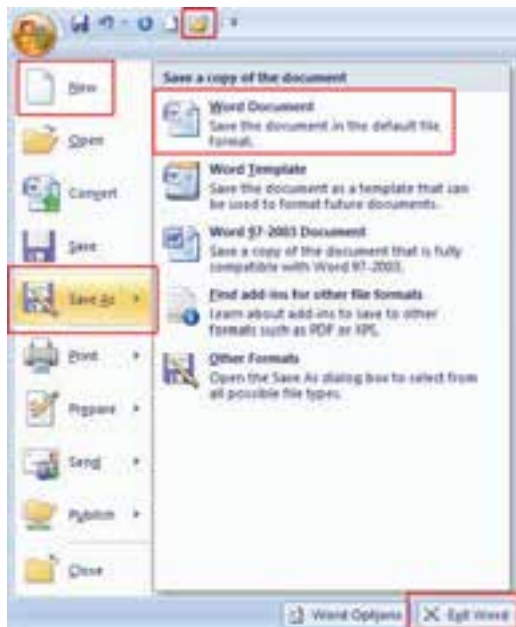 New
Open
Convert
Save
Save As
Print
Prepare
Send
Publish
Close
Save a copy of the document
Word Document
Save the document in the default file
format.
Word Template
Save the document as a template that can
be used to format future documents.
Word 97-2003 Document
Save a copy of the document that is fully
compatible with Word 97-2003.
Find add-ins for other file formats
Learn about add-ins to save to other
formats such as PDF or XPS.
Other Formats
Open the Save As dialog box to select from
all possible file types.
Word Options
Exit Word